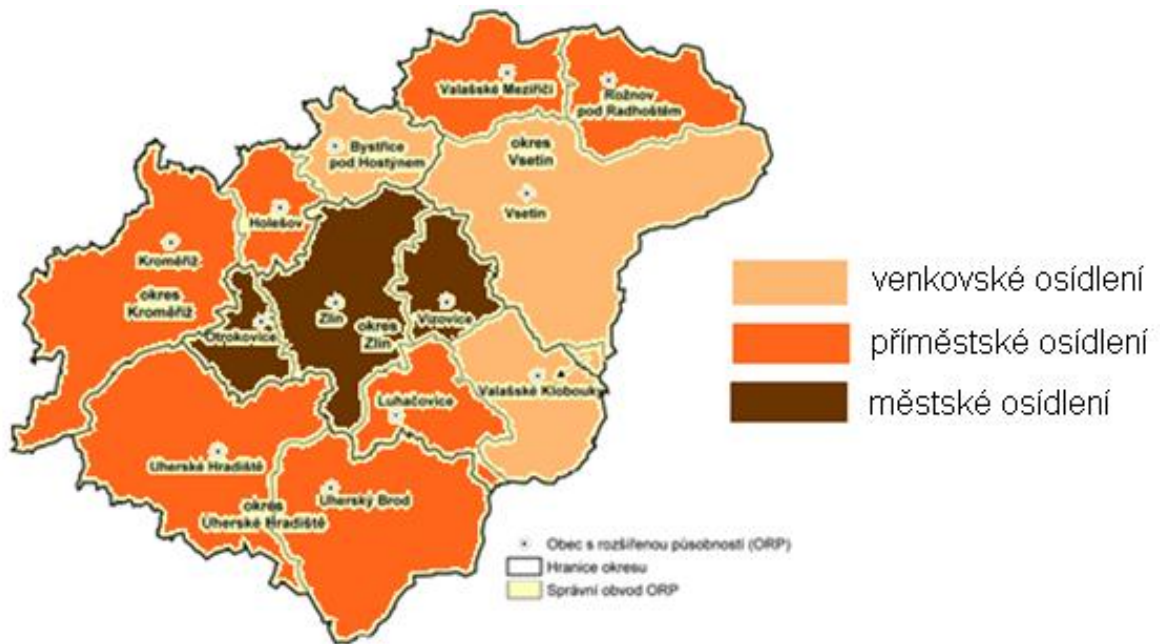 Valašské Meziříčí
Rožnov
pod Radhoštěm
Bystřice
pod Hostýnem
okres
Vsetín
Vsetín
Holešov
Kroměříž
okres
Kroměříž
Otrokovice
Zlín
okres
Zlín
Vizovice
Valašské Klobouky
Luhačovice
Uherské Hradiště
okres
Uherské Hradiště
Uherský Brod
venkovské osídlení
příměstské osídlení
městské osídlení
Obec s rozšířenou působností (ORP)
Hranice okresu
Správní obvod ORP